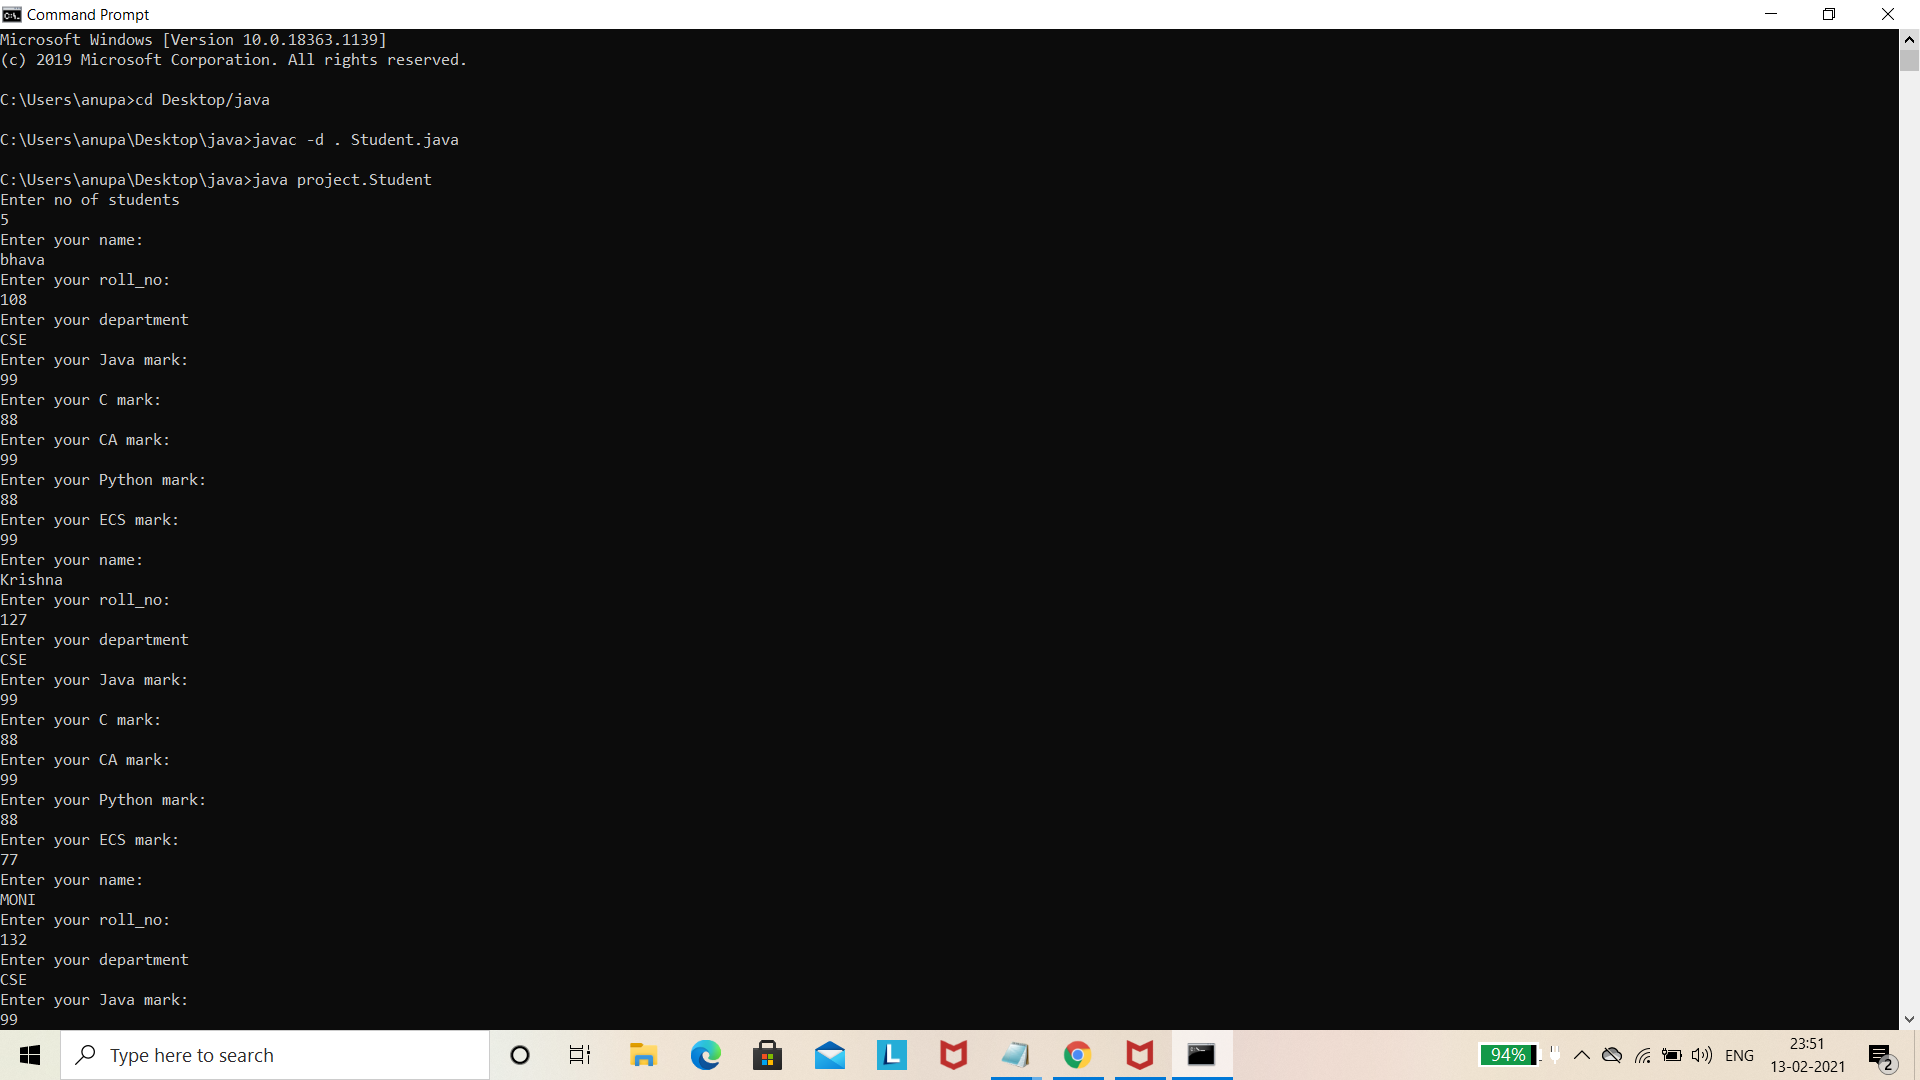 Command Prompt
Microsoft Windows [Version 10.0.18363.1139]
(c) 2019 Microsoft Corporation. All rights reserved.
C:\Users\anupa>cd Desktop/java
C:\Users\anupa\Desktop\java>javac -d . Student.java
C:\Users\anupa\Desktop\java>java project.Student
Enter no of students
5
Enter your name:
bhava
Enter your roll_no:
108
Enter your department
CSE
Enter your Java mark:
99
Enter your C mark:
88
Enter your CA mark:
99
Enter your Python mark:
88
Enter your ECS mark:
99
Enter your name:
Krishna
Enter your roll_no:
127
Enter your department
CSE
Enter your Java mark:
99
Enter your C mark:
88
Enter your CA mark:
99
Enter your Python mark:
88
Enter your ECS mark:
77
Enter your name:
MONI
Enter your roll_no:
132
Enter your department
CSE
Enter your Java mark:
99
Type here to search
L
94%
ENG
23:51
13-02-2021
2